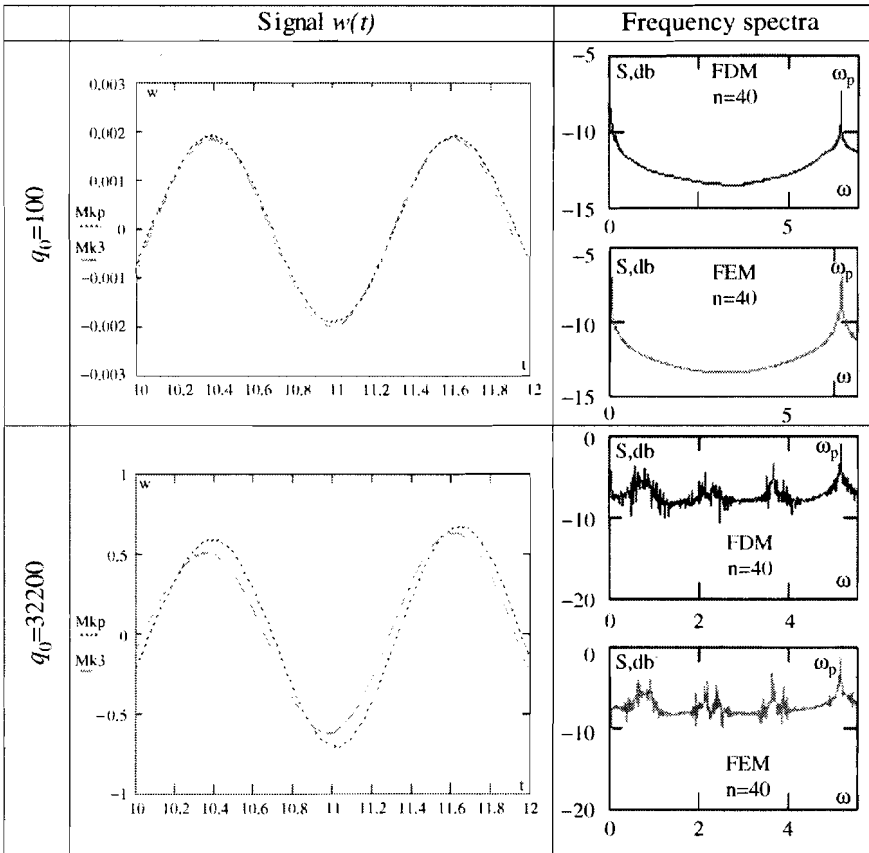 Signal w(t)
Frequency spectra
q₀=100
0.003
0.002
0.001
0
−0.001
−0.002
−0.003
w
Mkp
Mk3
t
10 10.2 10.4 10.6 10.8 11 11.2 11.4 11.6 11.8 12
−5
−10
−15
S,db
FDM
n=40
ωₚ
ω
0 5
−5
−10
−15
S,db
FEM
n=40
ωₚ
ω
0 5
q₀=32200
1
0.5
0
−0.5
−1
w
Mkp
Mk3
t
10 10.2 10.4 10.6 10.8 11 11.2 11.4 11.6 11.8 12
0
−10
−20
S,db
ωₚ
FDM
n=40
ω
0 2 4
0
−10
−20
S,db
ωₚ
FEM
n=40
ω
0 2 4